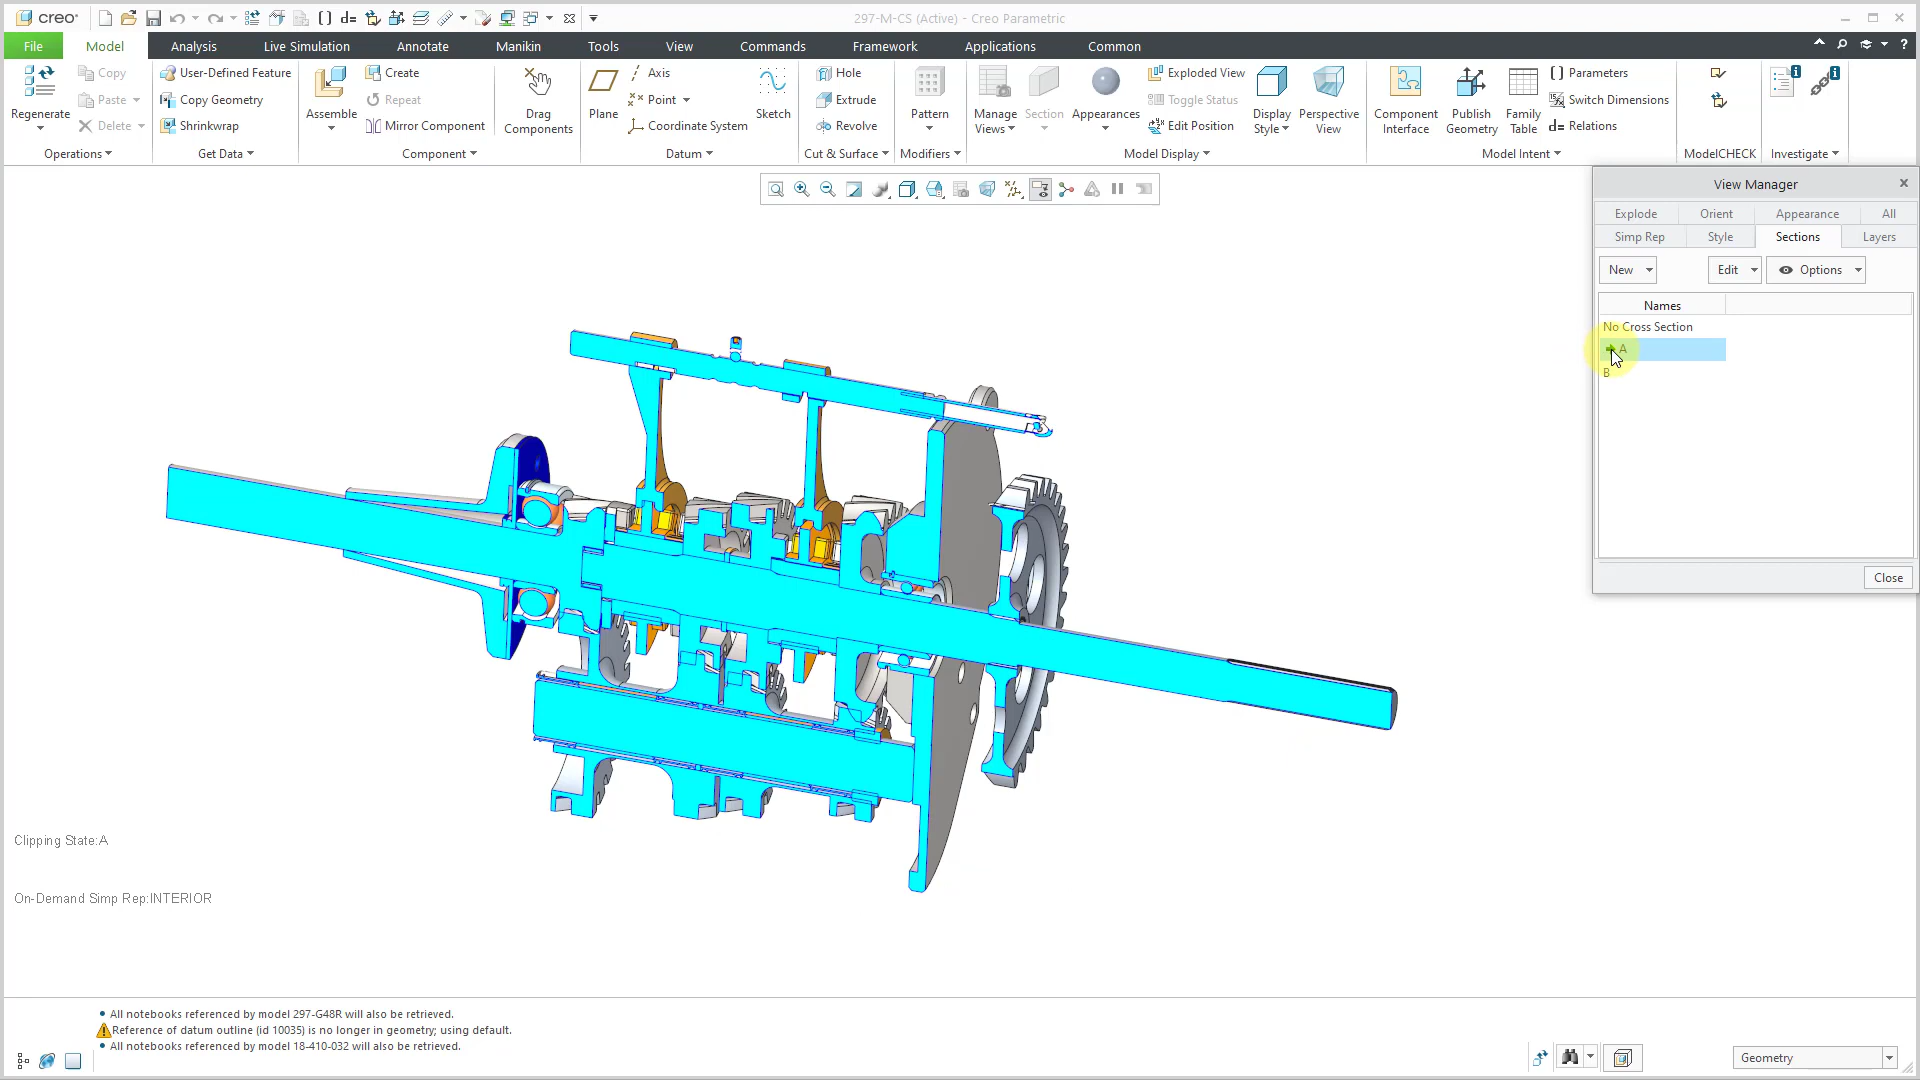 creo
d=
297-M-CS (Active) - Creo Parametric
File Model Analysis Live Simulation Annotate Manikin Tools View Commands Framework Applications Common
Regenerate
Copy
Paste
Delete
Operations
User-Defined Feature
Copy Geometry
Shrinkwrap
Get Data
Assemble
Create
Repeat
Mirror Component
Drag Components
Component
Plane
Axis
Point
Coordinate System
Sketch
Datum
Hole
Extrude
Revolve
Cut & Surface
Pattern
Modifiers
Manage Views
Section
Appearances
Exploded View
Toggle Status
Edit Position
Display Style
Perspective View
Model Display
Component Interface
Publish Geometry
Family Table
Parameters
Switch Dimensions
d= Relations
Model Intent
ModelCHECK
Investigate
View Manager
Explode Orient Appearance All
Simp Rep Style Sections Layers
New Edit Options
Names
No Cross Section
A
B
Close
Clipping State:A
On-Demand Simp Rep:INTERIOR
• All notebooks referenced by model 297-G48R will also be retrieved.
Reference of datum outline (id 10035) is no longer in geometry; using default.
• All notebooks referenced by model 18-410-032 will also be retrieved.
Geometry